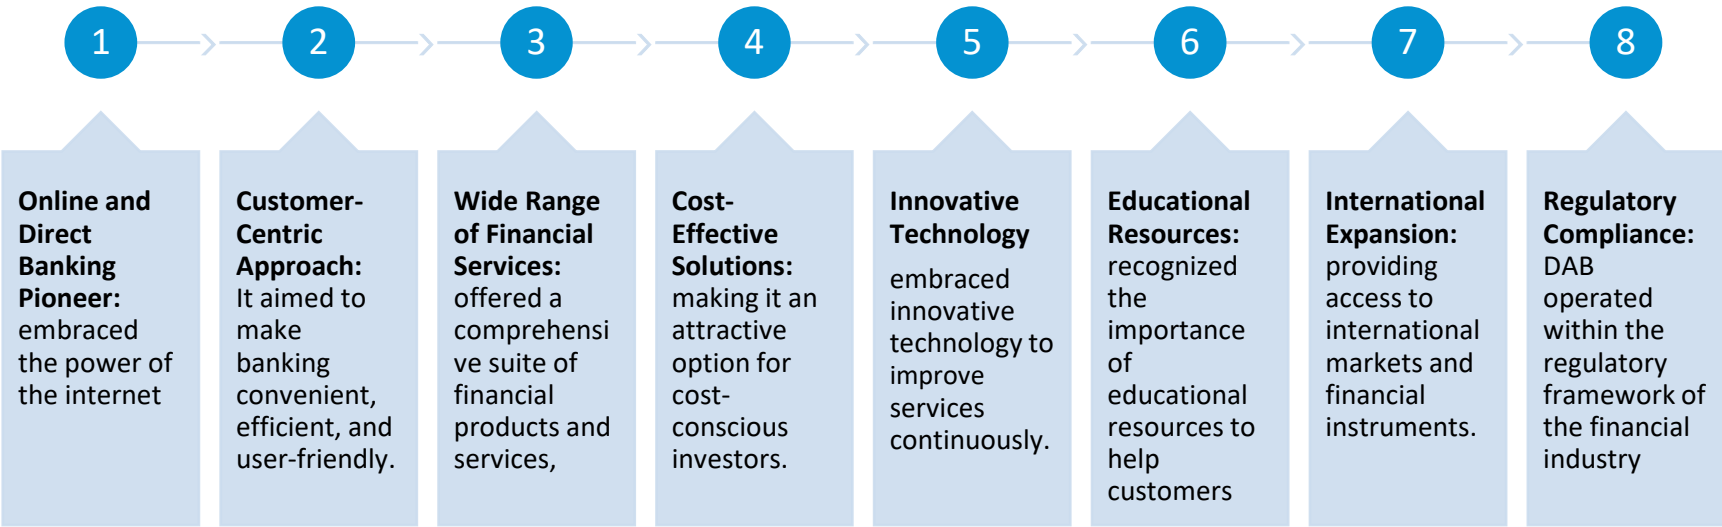 1
2
3
4
5
6
7
8
Online and
Direct
Banking
Pioneer:
embraced
the power of
the internet
Customer-
Centric
Approach:
It aimed to
make
banking
convenient,
efficient, and
user-friendly.
Wide Range
of Financial
Services:
offered a
comprehensi
ve suite of
financial
products and
services,
Cost-
Effective
Solutions:
making it an
attractive
option for
cost-
conscious
investors.
Innovative
Technology
embraced
innovative
technology to
improve
services
continuously.
Educational
Resources:
recognized
the
importance
of
educational
resources to
help
customers
International
Expansion:
providing
access to
international
markets and
financial
instruments.
Regulatory
Compliance:
DAB
operated
within the
regulatory
framework of
the financial
industry